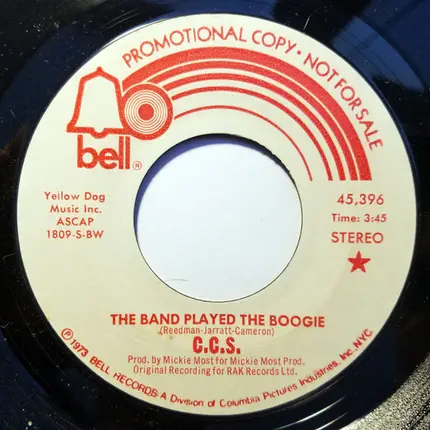 PROMOTIONAL COPY • NOT FOR SALE
bell®
Yellow Dog
Music Inc.
ASCAP
1809-S-BW
45,396
Time: 3:45
STEREO
THE BAND PLAYED THE BOOGIE
(Reedman-Jarratt-Cameron)
C.C.S.
Prod. by Mickie Most for Mickie Most Prod.
Original Recording for RAK Records Ltd.
Ⓟ 1973 BELL RECORDS A Division of Columbia Pictures Industries, Inc., N.Y.C.